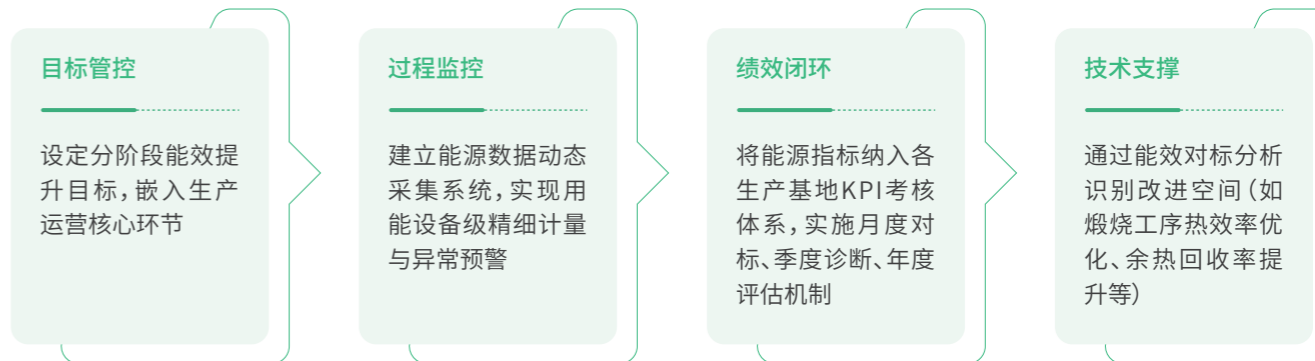 目标管控
设定分阶段能效提
升目标，嵌入生产
运营核心环节
过程监控
建立能源数据动态
采集系统，实现用
能设备级精细计量
与异常预警
绩效闭环
将能源指标纳入各
生产基地KPI考核
体系，实施月度对
标、季度诊断、年度
评估机制
技术支撑
通过能效对标分析
识别改进空间（如
煅烧工序热效率优
化、余热回收率提
升等）